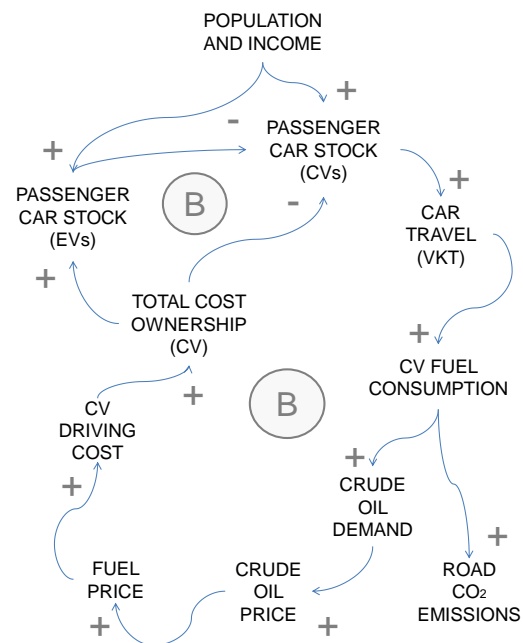 POPULATION
AND INCOME
+
-
+
PASSENGER
CAR STOCK
(CVs)
+
PASSENGER
CAR STOCK
(EVs)
B
-
+
CAR
TRAVEL
(VKT)
+
TOTAL COST
OWNERSHIP
(CV)
+
CV FUEL
CONSUMPTION
+
B
CV
DRIVING
COST
+
+
CRUDE
OIL
DEMAND
+
FUEL
PRICE
+
CRUDE
OIL
PRICE
+
ROAD
CO2
EMISSIONS